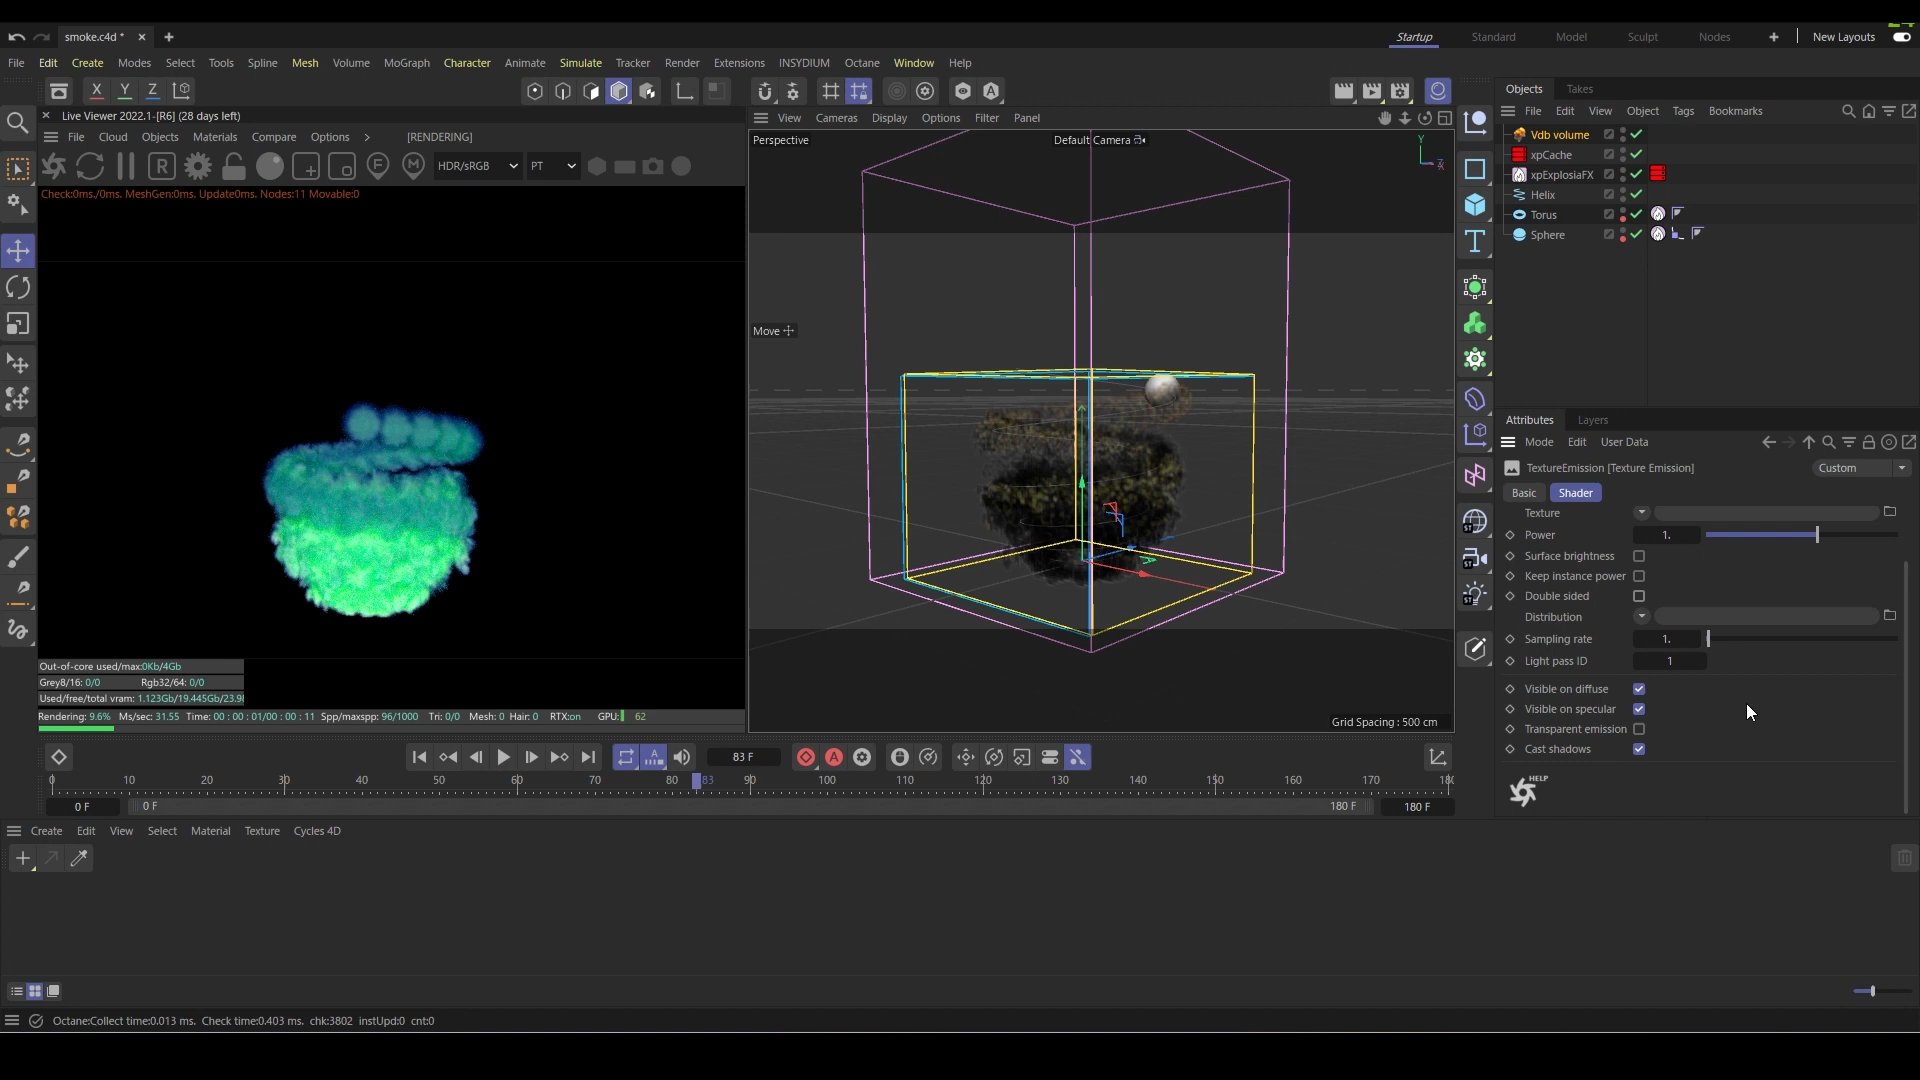 smoke.c4d *
Startup Standard Model Sculpt Nodes New Layouts
File Edit Create Modes Select Tools Spline Mesh Volume MoGraph Character Animate Simulate Tracker Render Extensions INSYDIUM Octane Window Help
X Y Z
Objects Takes
Live Viewer 2022.1-[R6] (28 days left)
File Cloud Objects Materials Compare Options > [RENDERING]
View Cameras Display Options Filter Panel
File Edit View Object Tags Bookmarks
HDR/sRGB PT
Check:0ms./0ms. MeshGen:0ms. Update0ms. Nodes:11 Movable:0
Perspective
Default Camera
Y
Move
Vdb volume
xpCache
xpExplosiaFX
Helix
Torus
Sphere
Attributes Layers
Mode Edit User Data
TextureEmission [Texture Emission] Custom
Basic Shader
Texture
Power 1.
Surface brightness
Keep instance power
Double sided
Distribution
Sampling rate 1.
Light pass ID 1
Visible on diffuse
Visible on specular
Transparent emission
Cast shadows
HELP
Out-of-core used/max:0Kb/4Gb
Grey8/16: 0/0 Rgb32/64: 0/0
Used/free/total vram: 1.123Gb/19.445Gb/23.9
Rendering: 9.6% Ms/sec: 31.55 Time: 00 : 00 : 01/00 : 00 : 11 Spp/maxspp: 96/1000 Tri: 0/0 Mesh: 0 Hair: 0 RTX:on GPU: 62
Grid Spacing : 500 cm
83 F
0 10 20 30 40 50 60 70 80 83 90 100 110 120 130 140 150 160 170 18
0 F 0 F 180 F 180 F
Create Edit View Select Material Texture Cycles 4D
Octane:Collect time:0.013 ms. Check time:0.403 ms. chk:3802 instUpd:0 cnt:0